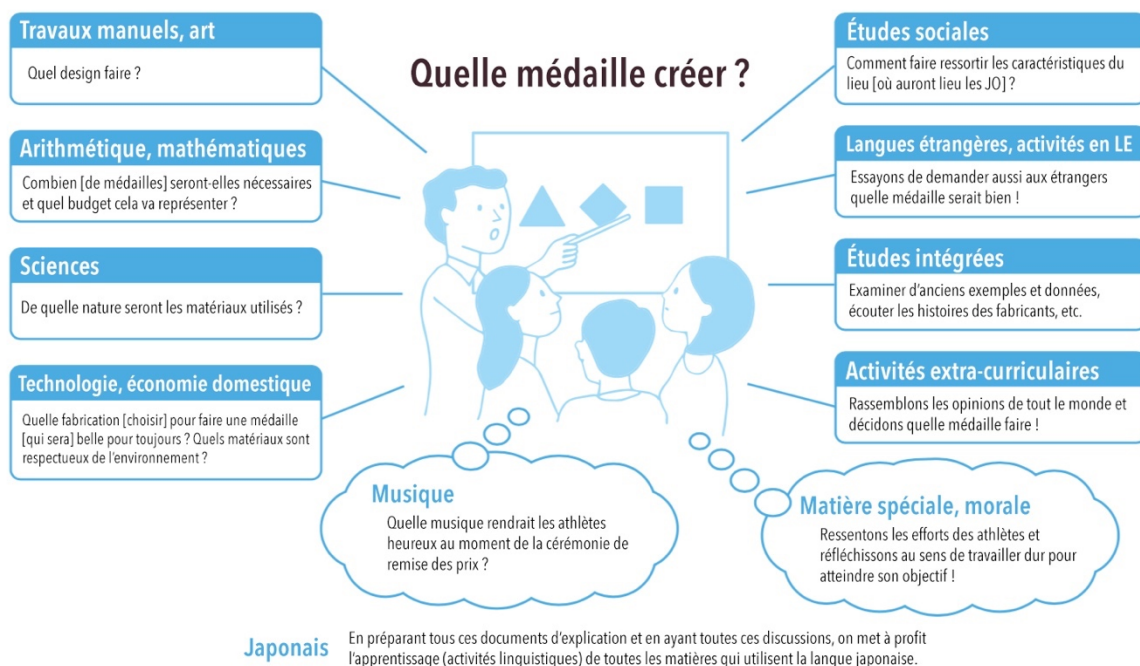 Quelle médaille créer ?
Travaux manuels, art
Quel design faire ?
Arithmétique, mathématiques
Combien [de médailles] seront-elles nécessaires
et quel budget cela va représenter ?
Sciences
De quelle nature seront les matériaux utilisés ?
Technologie, économie domestique
Quelle fabrication [choisir] pour faire une médaille
[qui sera] belle pour toujours ? Quels matériaux sont
respectueux de l'environnement ?
Études sociales
Comment faire ressortir les caractéristiques du
lieu [où auront lieu les JO] ?
Langues étrangères, activités en LE
Essayons de demander aussi aux étrangers
quelle médaille serait bien !
Études intégrées
Examiner d'anciens exemples et données,
écouter les histoires des fabricants, etc.
Activités extra-curriculaires
Rassemblons les opinions de tout le monde et
décidons quelle médaille faire !
Musique
Quelle musique rendrait les athlètes
heureux au moment de la cérémonie de
remise des prix ?
Matière spéciale, morale
Ressentons les efforts des athlètes et
réfléchissons au sens de travailler dur pour
atteindre son objectif !
Japonais
En préparant tous ces documents d'explication et en ayant toutes ces discussions, on met à profit
l'apprentissage (activités linguistiques) de toutes les matières qui utilisent la langue japonaise.